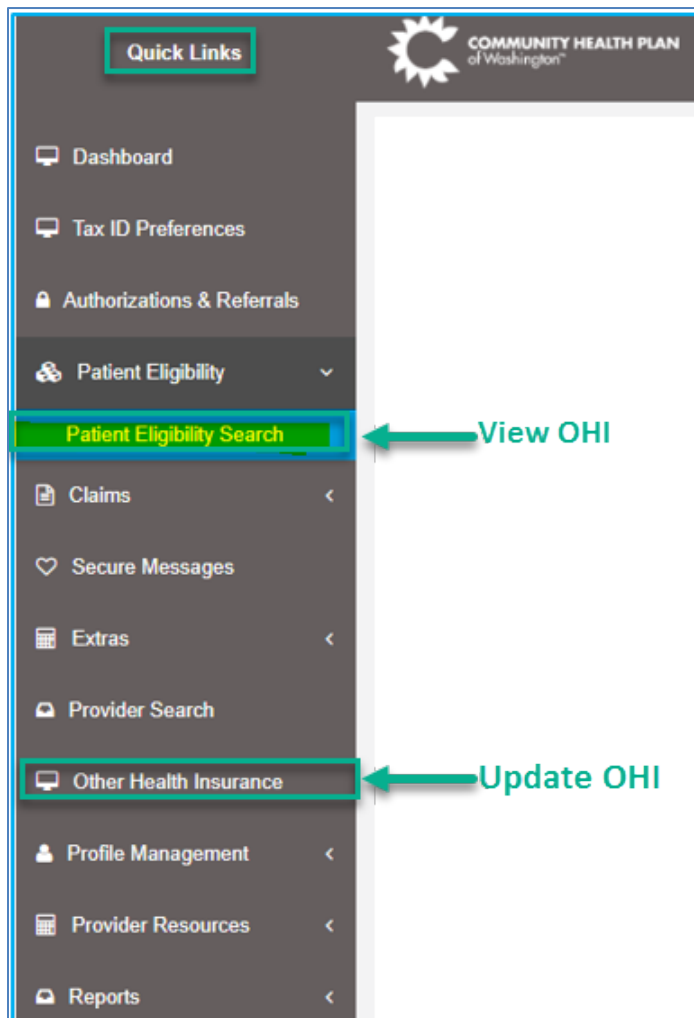 Quick Links
COMMUNITY HEALTH PLAN
of Washington™
Dashboard
Tax ID Preferences
Authorizations & Referrals
Patient Eligibility
Patient Eligibility Search
View OHI
Claims
Secure Messages
Extras
Provider Search
Other Health Insurance
Update OHI
Profile Management
Provider Resources
Reports